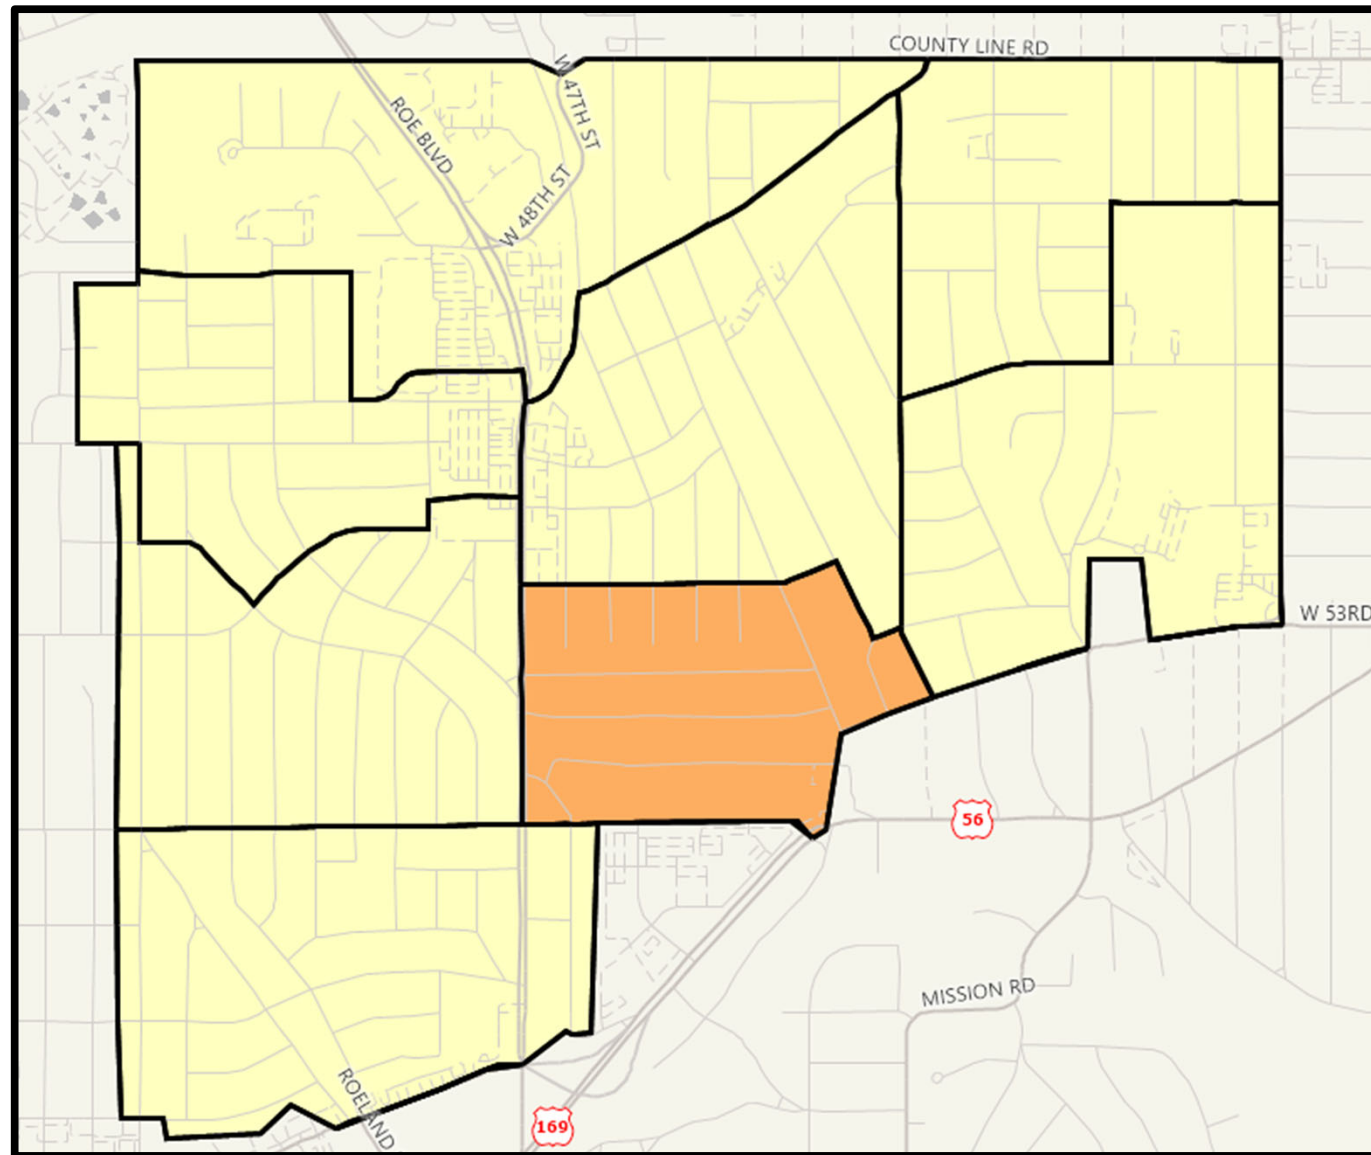 COUNTY LINE RD
W 47TH ST
ROE BLVD
W 48TH ST
W 53RD
56
MISSION RD
ROELAND
169